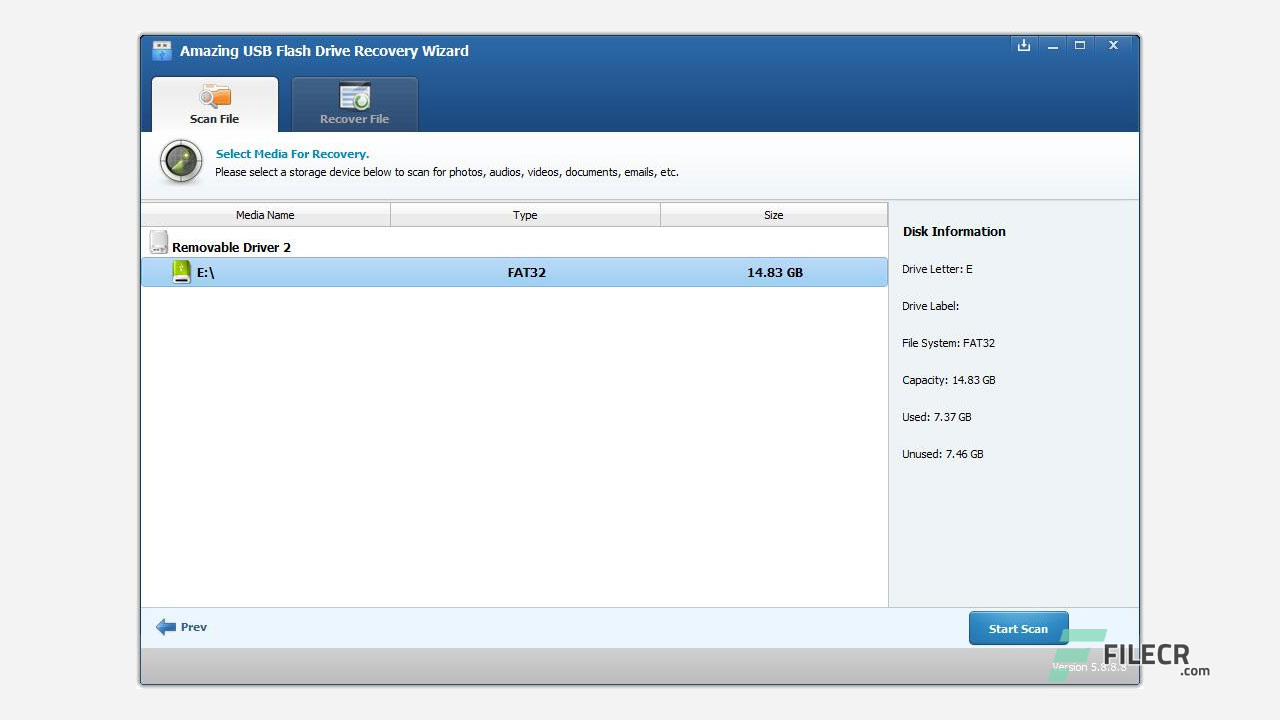 Amazing USB Flash Drive Recovery Wizard
Scan File
Recover File
Select Media For Recovery.
Please select a storage device below to scan for photos, audios, videos, documents, emails, etc.
Media Name Type Size
Removable Driver 2
E:\ FAT32 14.83 GB
Disk Information
Drive Letter: E
Drive Label:
File System: FAT32
Capacity: 14.83 GB
Used: 7.37 GB
Unused: 7.46 GB
Prev
Start Scan
FILECR
.com
Version 5.8.8.8